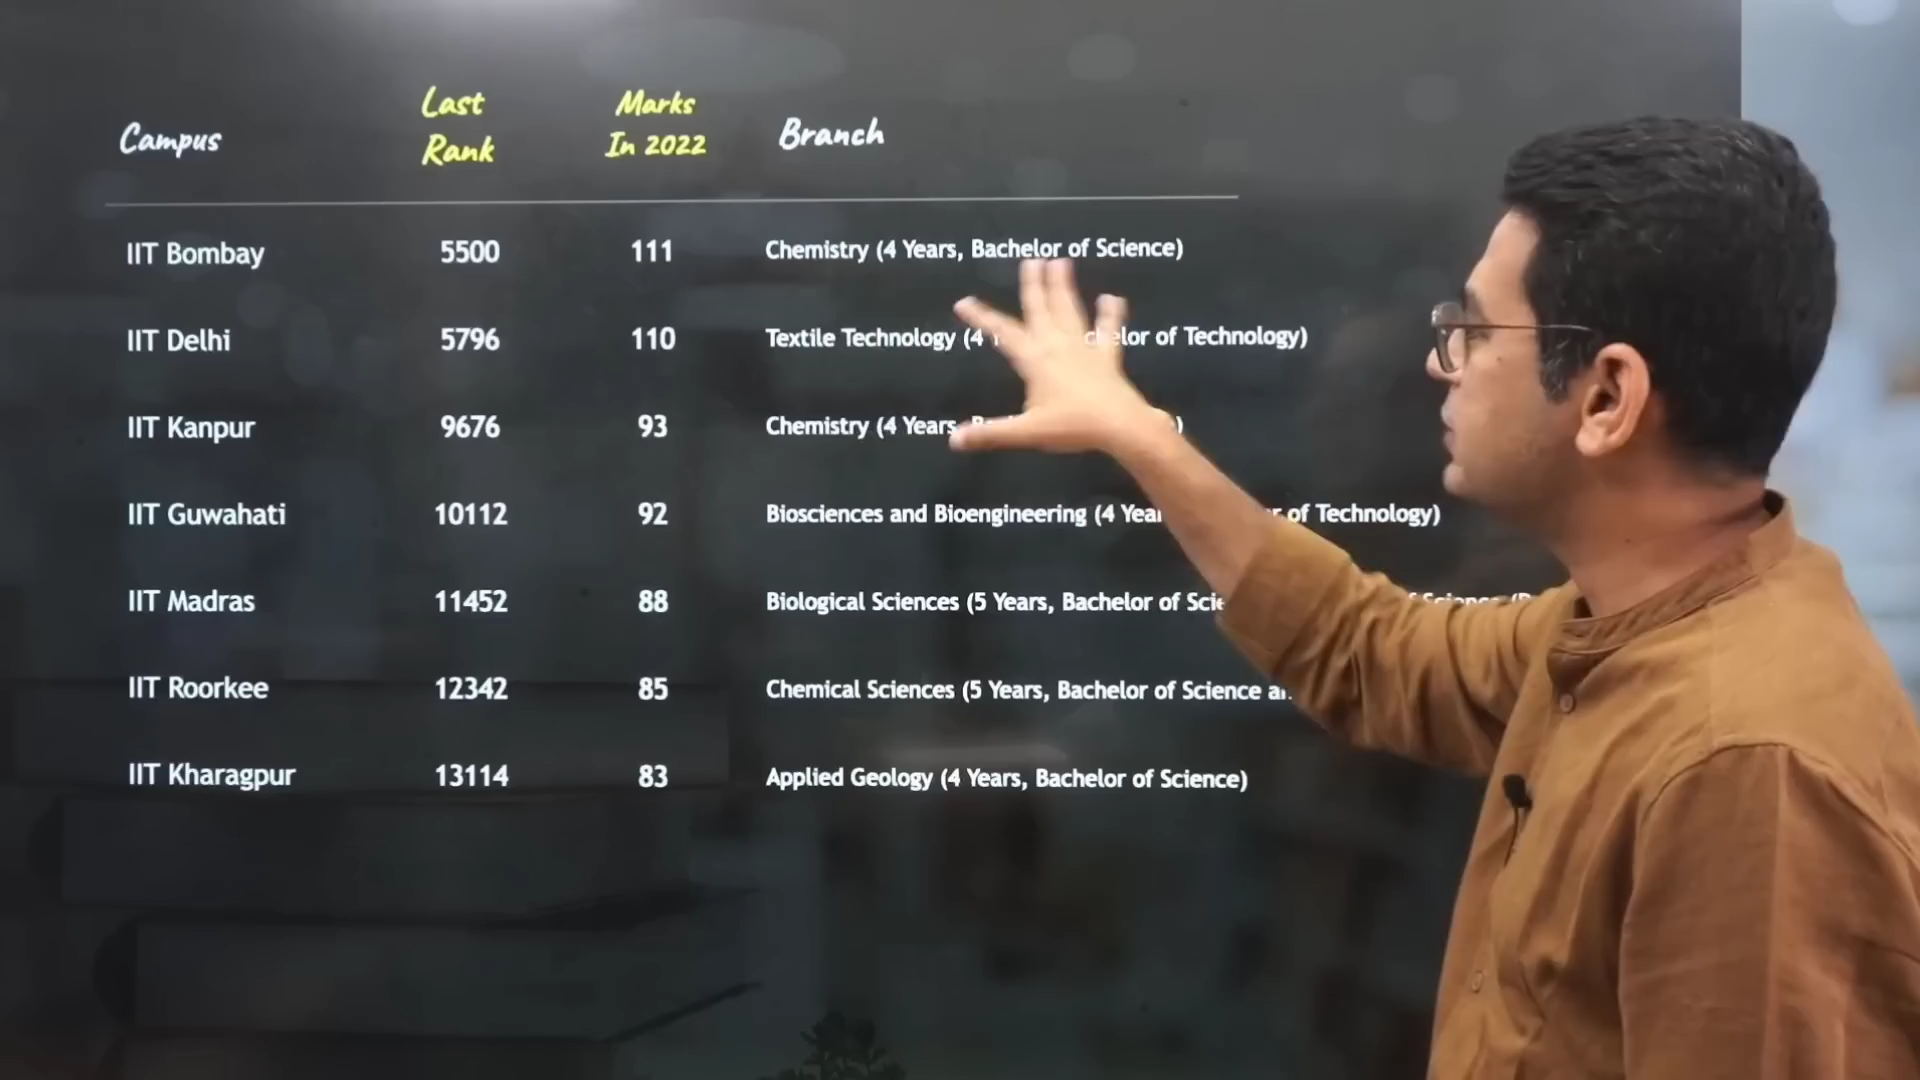 Campus Last Rank Marks In 2022 Branch
IIT Bombay 5500 111 Chemistry (4 Years, Bachelor of Science)
IIT Delhi 5796 110 Textile Technology (4 of Technology)
IIT Kanpur 9676 93 Chemistry (4 Years,
IIT Guwahati 10112 92 Biosciences and Bioengineering (4 of Technology)
IIT Madras 11452 88 Biological Sciences (5 Years, Bachelor of
IIT Roorkee 12342 85 Chemical Sciences (5 Years, Bachelor of Science
IIT Kharagpur 13114 83 Applied Geology (4 Years, Bachelor of Science)